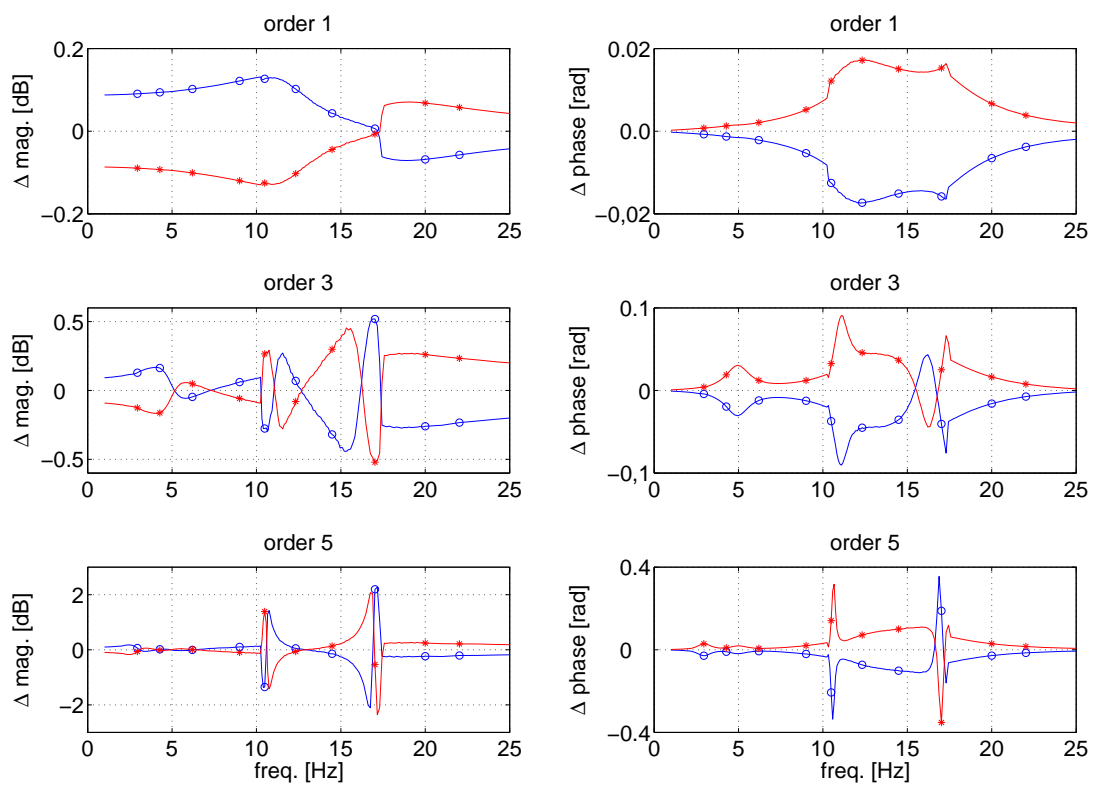 order 1
order 1
0.2
0
−0.2
Δ mag. [dB]
0 5 10 15 20 25
0.02
0.0
−0,02
Δ phase [rad]
0 5 10 15 20 25
order 3
order 3
0.5
0
−0.5
Δ mag. [dB]
0 5 10 15 20 25
0.1
0.0
−0,1
Δ phase [rad]
0 5 10 15 20 25
order 5
order 5
2
0
−2
Δ mag. [dB]
0 5 10 15 20 25
freq. [Hz]
0.4
0.0
−0.4
Δ phase [rad]
0 5 10 15 20 25
freq. [Hz]